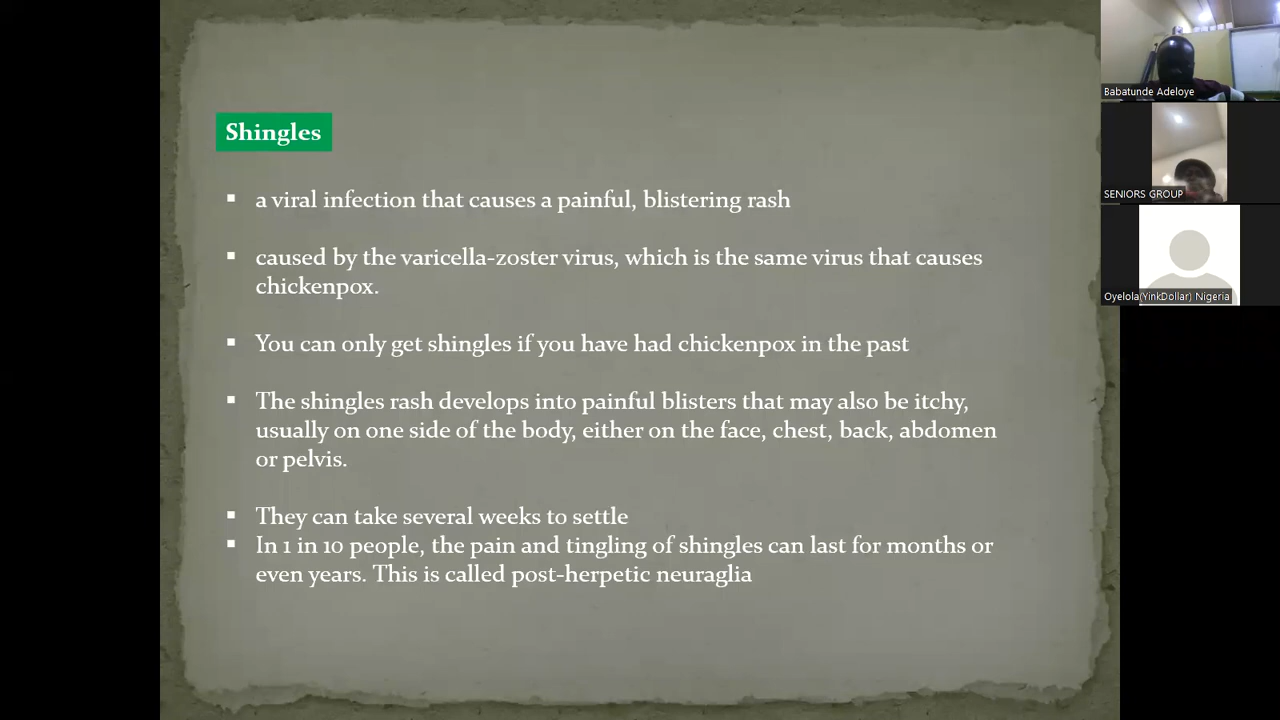 Shingles
▪ a viral infection that causes a painful, blistering rash
▪ caused by the varicella-zoster virus, which is the same virus that causes
chickenpox.
▪ You can only get shingles if you have had chickenpox in the past
▪ The shingles rash develops into painful blisters that may also be itchy,
usually on one side of the body, either on the face, chest, back, abdomen
or pelvis.
▪ They can take several weeks to settle
▪ In 1 in 10 people, the pain and tingling of shingles can last for months or
even years. This is called post-herpetic neuraglia
Babatunde Adeloye
SENIORS GROUP
Oyelola(YinkDollar) Nigeria